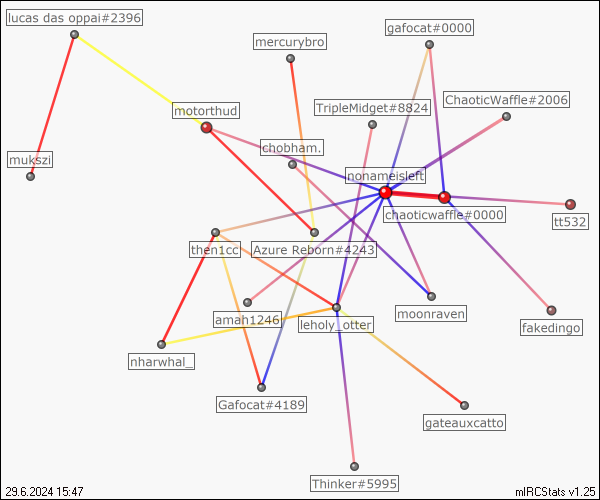 lucas das oppai#2396
gafocat#0000
mercurybro
ChaoticWaffle#2006
TripleMidget#8824
motorthud
chobham.
mukszi
nonameisleft
chaoticwaffle#0000
tt532
then1cc
Azure Reborn#4243
amah1246
leholy_otter
moonraven
fakedingo
nharwhal_
Gafocat#4189
gateauxcatto
Thinker#5995
29.6.2024 15:47
mIRCStats v1.25